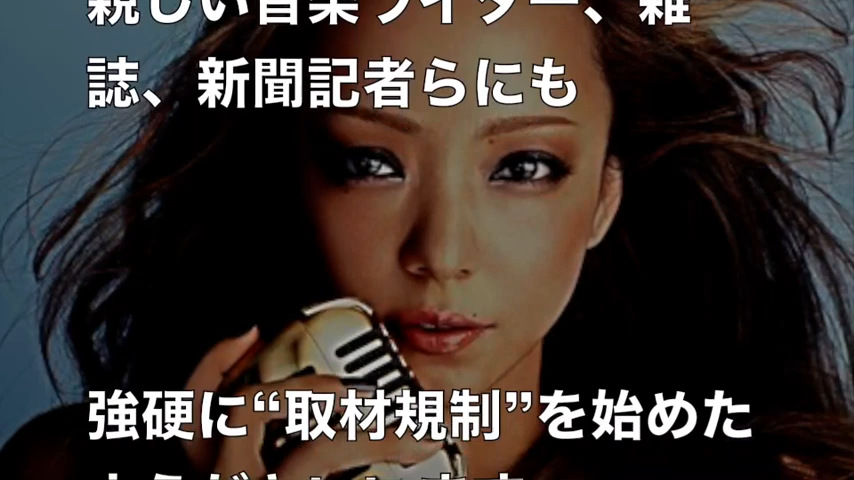 親しい音楽ライター、雑
誌、新聞記者らにも
強硬に“取材規制”を始めた